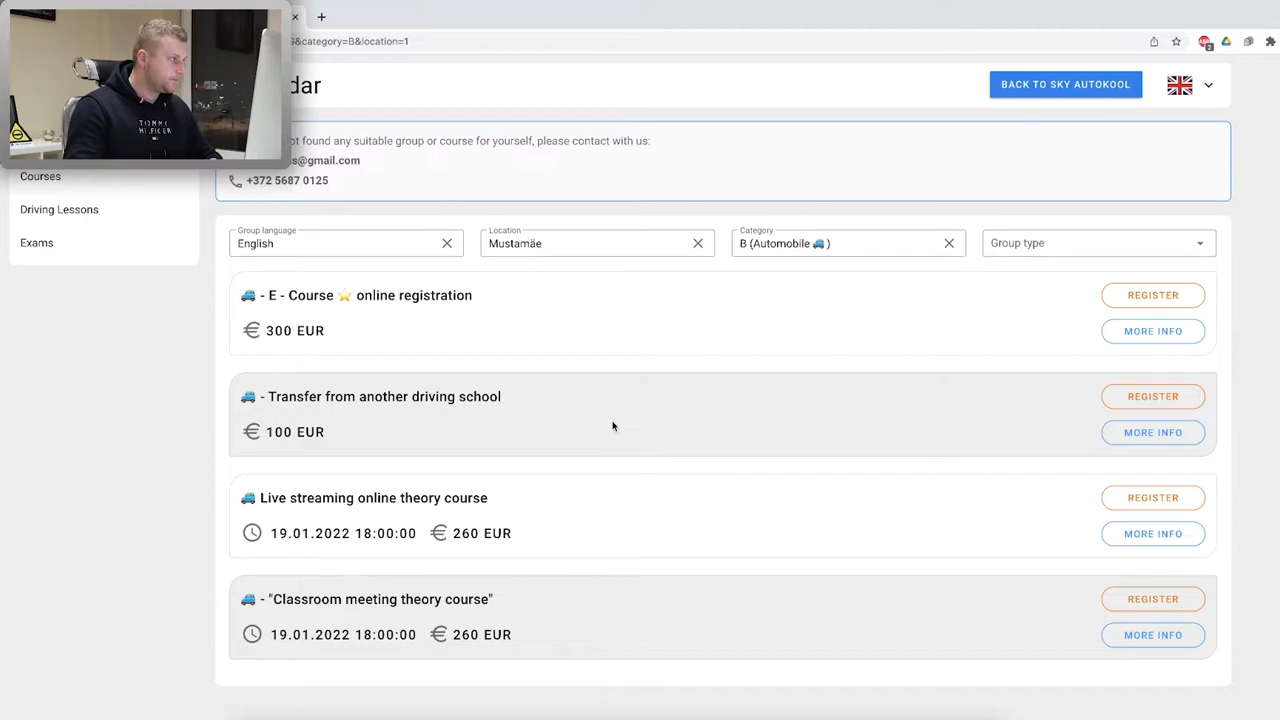 &category=B&location=1
dar
BACK TO SKY AUTOKOOL
TOMMY
HILFIGER
t found any suitable group or course for yourself, please contact with us:
s@gmail.com
+372 5687 0125
Courses
Driving Lessons
Exams
Group language
English
Location
Mustamäe
Category
B (Automobile 🚙 )
Group type
🚙 - E - Course ⭐ online registration
REGISTER
300 EUR
MORE INFO
🚙 - Transfer from another driving school
REGISTER
100 EUR
MORE INFO
🚙 Live streaming online theory course
REGISTER
19.01.2022 18:00:00 260 EUR
MORE INFO
🚙 - "Classroom meeting theory course"
REGISTER
19.01.2022 18:00:00 260 EUR
MORE INFO